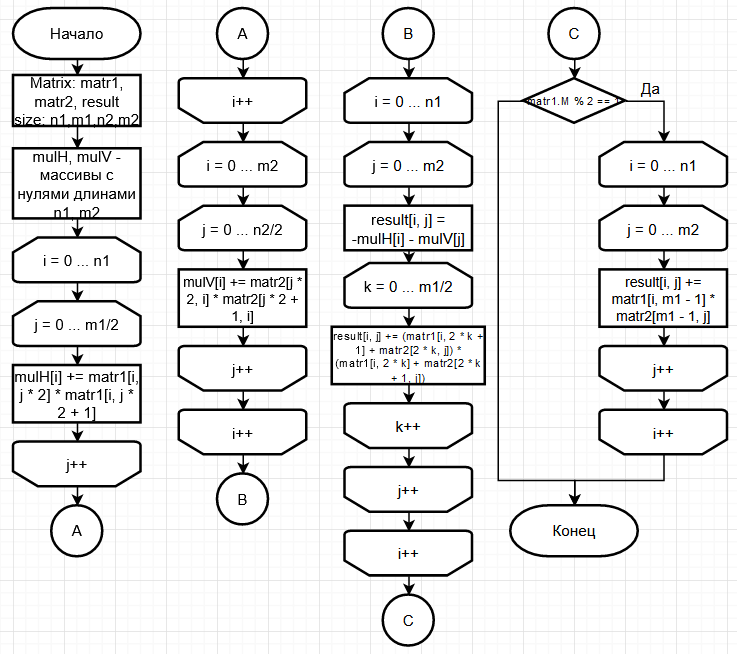 Начало
Matrix: matr1,
matr2, result
size: n1,m1,n2,m2
mulH, mulV -
массивы с
нулями длинами
n1, m2
i = 0 ... n1
j = 0 ... m1/2
mulH[i] += matr1[i,
j * 2] * matr1[i, j *
2 + 1]
j++
A
A
i++
i = 0 ... m2
j = 0 ... n2/2
mulV[i] += matr2[j *
2, i] * matr2[j * 2 +
1, i]
j++
i++
B
B
i = 0 ... n1
j = 0 ... m2
result[i, j] =
-mulH[i] - mulV[j]
k = 0 ... m1/2
result[i, j] += (matr1[i, 2 * k +
1] + matr2[2 * k, j]) *
(matr1[i, 2 * k] + matr2[2 * k
+ 1, j])
k++
j++
i++
C
C
matr1.M % 2 == 1
Да
i = 0 ... n1
j = 0 ... m2
result[i, j] +=
matr1[i, m1 - 1] *
matr2[m1 - 1, j]
j++
i++
Конец